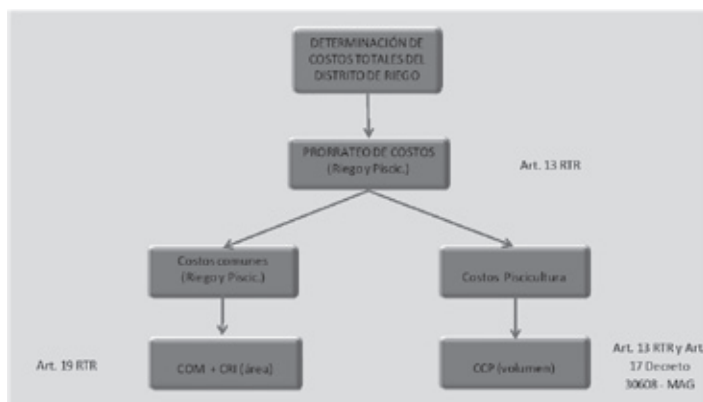 DETERMINACIÓN DE
COSTOS TOTALES DEL
DISTRITO DE RIEGO
PRORRATEO DE COSTOS
(Riego y Piscic.)
Art. 13 RTR
Costos comunes
(Riego y Piscic.)
Costos Piscicultura
Art. 19 RTR
COM + CRI (área)
CCP (volumen)
Art. 13 RTR y Art.
17 Decreto
30608 - MAG